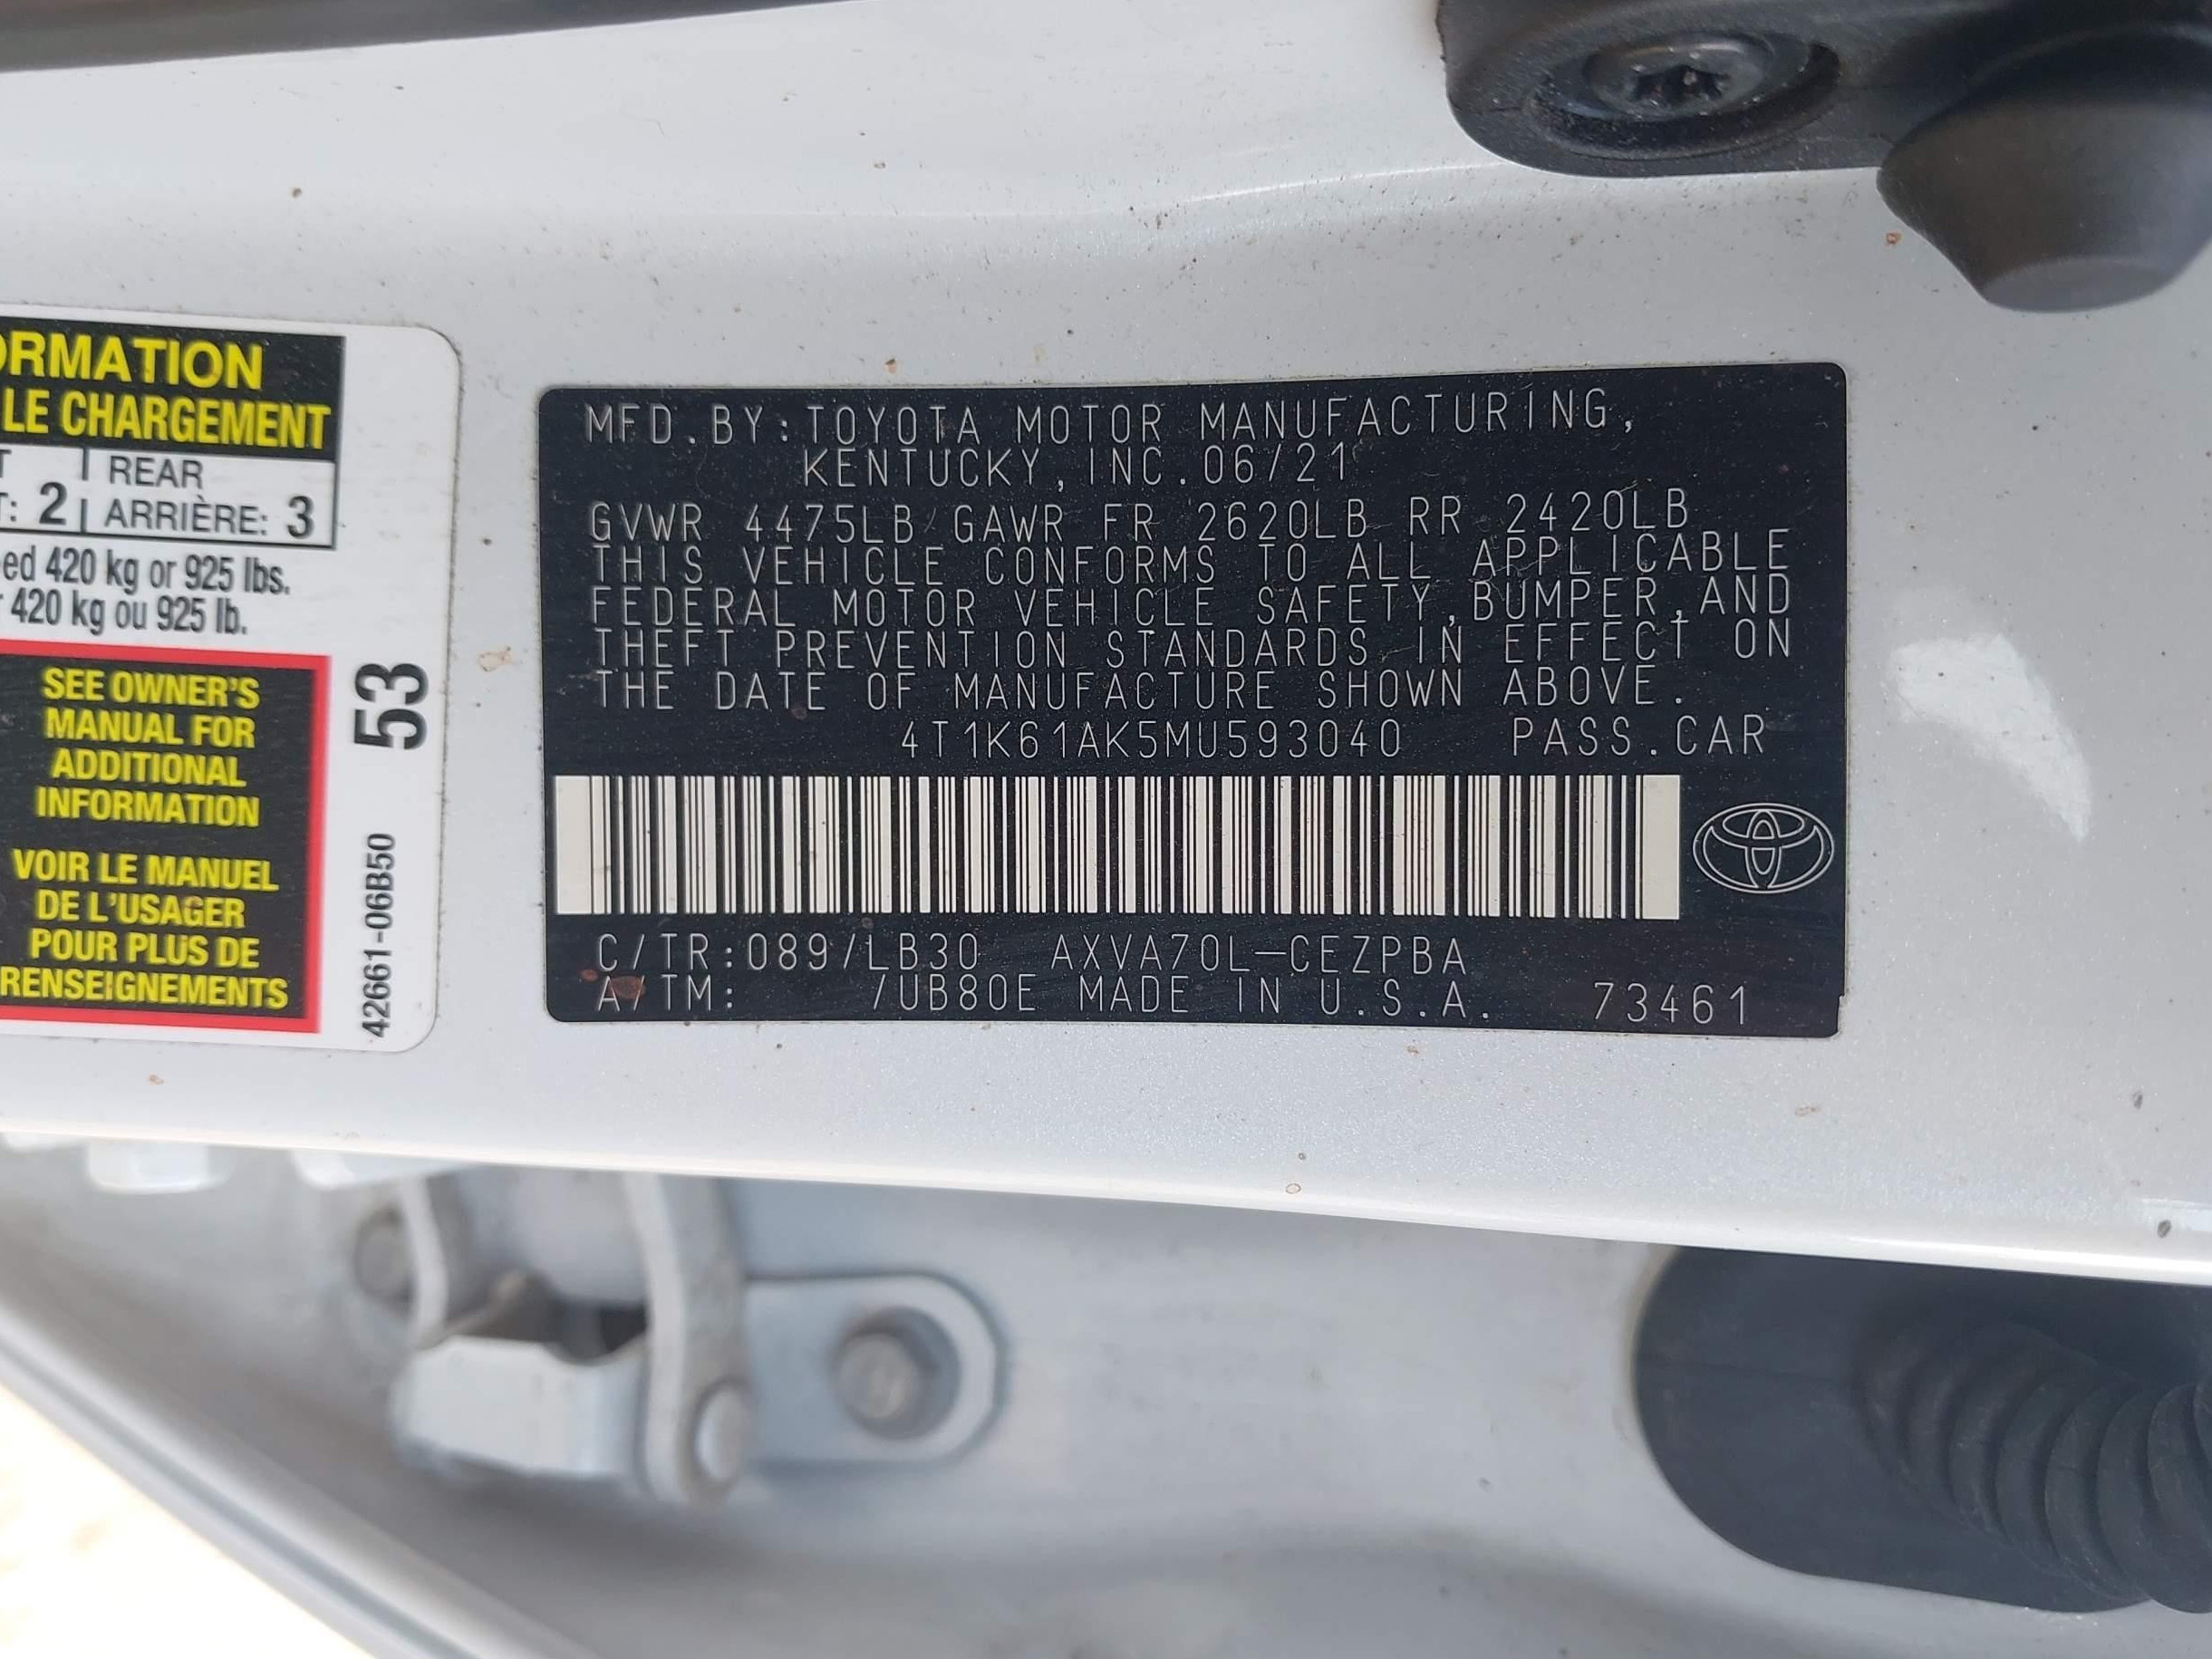 ORMATION
LE CHARGEMENT
T | REAR
T: 2 | ARRIÈRE: 3
ed 420 kg or 925 lbs.
r 420 kg ou 925 lb.
SEE OWNER'S
MANUAL FOR
ADDITIONAL
INFORMATION
VOIR LE MANUEL
DE L'USAGER
POUR PLUS DE
RENSEIGNEMENTS
53
42661-06B50
MFD.BY:TOYOTA MOTOR MANUFACTURING,
KENTUCKY,INC.06/21
GVWR 4475LB GAWR FR 2620LB RR 2420LB
THIS VEHICLE CONFORMS TO ALL APPLICABLE
FEDERAL MOTOR VEHICLE SAFETY,BUMPER,AND
THEFT PREVENTION STANDARDS IN EFFECT ON
THE DATE OF MANUFACTURE SHOWN ABOVE.
4T1K61AK5MU593040 PASS.CAR
C/TR:089/LB30 AXVA70L-CEZPBA
A/TM: /UB80E MADE IN U.S.A. 73461